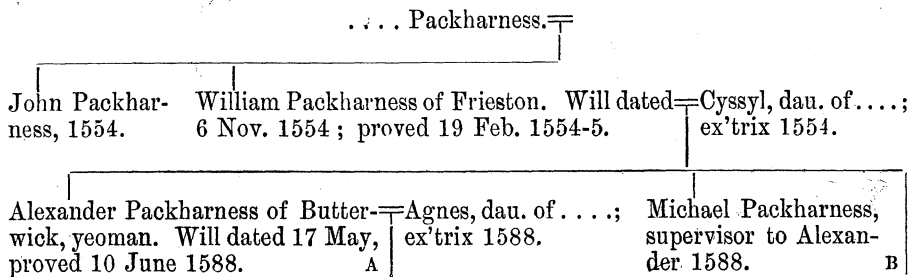 . . . . Packharness.
John Packhar-
ness, 1554.
William Packharness of Frieston. Will dated
6 Nov. 1554 ; proved 19 Feb. 1554-5.
Cyssyl, dau. of . . . . ;
ex'trix 1554.
Alexander Packharness of Butter-
wick, yeoman. Will dated 17 May,
proved 10 June 1588. A
Agnes, dau. of . . . . ;
ex'trix 1588.
Michael Packharness,
supervisor to Alexan-
der 1588. B